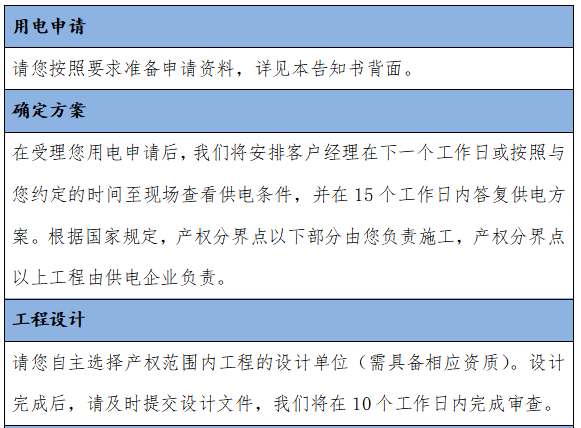 用电申请
请您按照要求准备申请资料，详见本告知书背面。
确定方案
在受理您用电申请后，我们将安排客户经理在下一个工作日或按照与
您约定的时间至现场查看供电条件，并在 15 个工作日内答复供电方
案。根据国家规定，产权分界点以下部分由您负责施工，产权分界点
以上工程由供电企业负责。
工程设计
请您自主选择产权范围内工程的设计单位（需具备相应资质）。设计
完成后，请及时提交设计文件，我们将在 10 个工作日内完成审查。